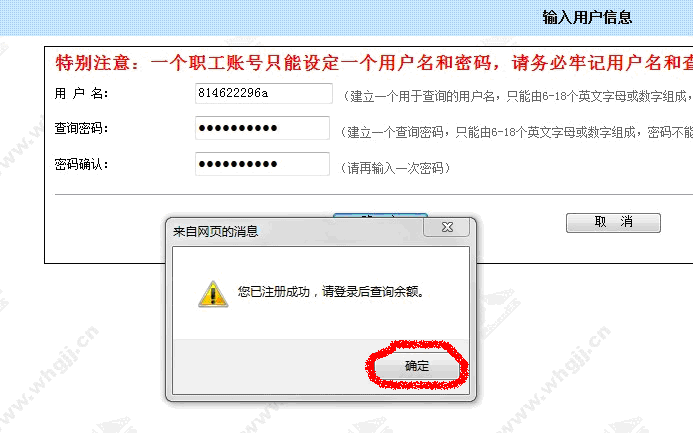 输入用户信息
特别注意：一个职工账号只能设定一个用户名和密码，请务必牢记用户名和查
用 户 名： 814622296a （建立一个用于查询的用户名，只能由6-18个英文字母或数字组成，
查询密码： ●●●●●●●●●● （建立一个查询密码，只能由6-18个英文字母或数字组成，密码不能
密码确认： ●●●●●●●●●● （请再输入一次密码）
取 消
来自网页的消息
您已注册成功，请登录后查询余额。
确定
www.whgjj.cn